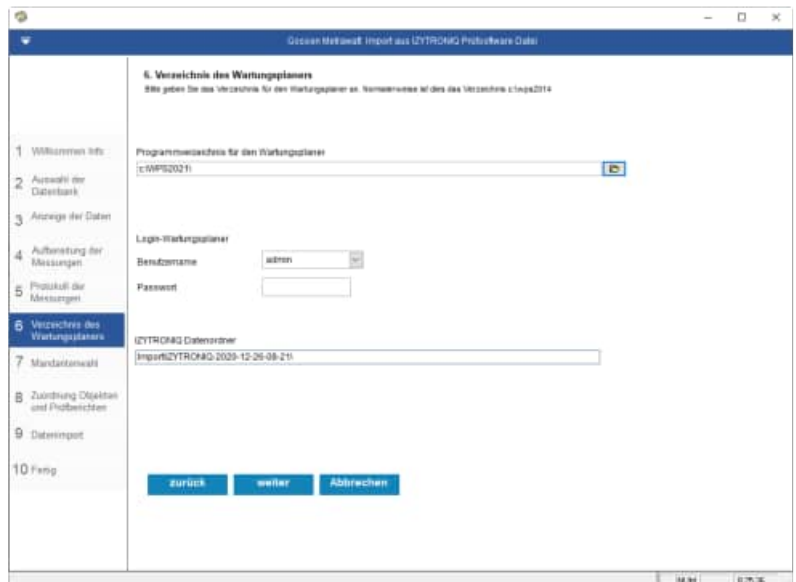 Gossen Metrawatt Import aus IZYTRONIQ Prüfsoftware Datei
6. Verzeichnis des Wartungsplaners
Bitte geben Sie das Verzeichnis für den Wartungsplaner an. Normalerweise ist dies das Verzeichnis c:\wps2014
1 Willkommen Info
2 Auswahl der
Datenbank
3 Anzeige der Daten
4 Aufbereitung der
Messungen
5 Protokoll der
Messungen
6 Verzeichnis des
Wartungsplaners
7 Mandantenwahl
8 Zuordnung Objekten
und Prüfberichten
9 Datenimport
10 Fertig
Programmverzeichnis für den Wartungsplaner
c:\WPS2021\
Login-Wartungsplaner
Benutzername
admin
Passwort
IZYTRONIQ Datenordner
Import\IZYTRONIQ-2020-12-26-08-21\
zurück weiter Abbrechen